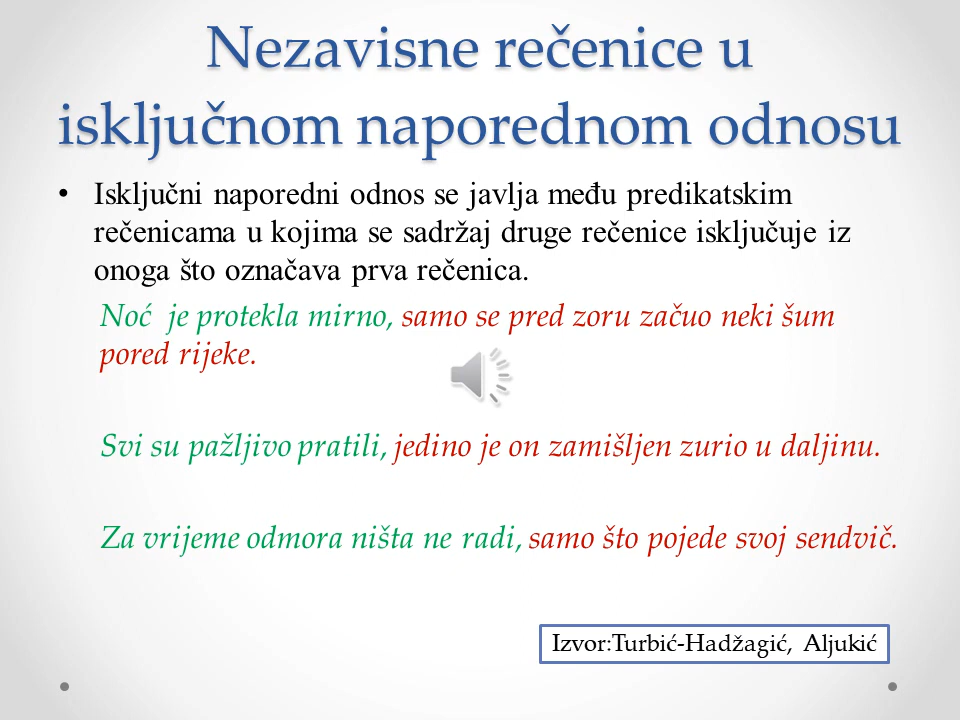 Nezavisne rečenice u
isključnom naporednom odnosu
• Isključni naporedni odnos se javlja među predikatskim
rečenicama u kojima se sadržaj druge rečenice isključuje iz
onoga što označava prva rečenica.
Noć je protekla mirno, samo se pred zoru začuo neki šum
pored rijeke.
Svi su pažljivo pratili, jedino je on zamišljen zurio u daljinu.
Za vrijeme odmora ništa ne radi, samo što pojede svoj sendvič.
Izvor:Turbić-Hadžagić, Aljukić